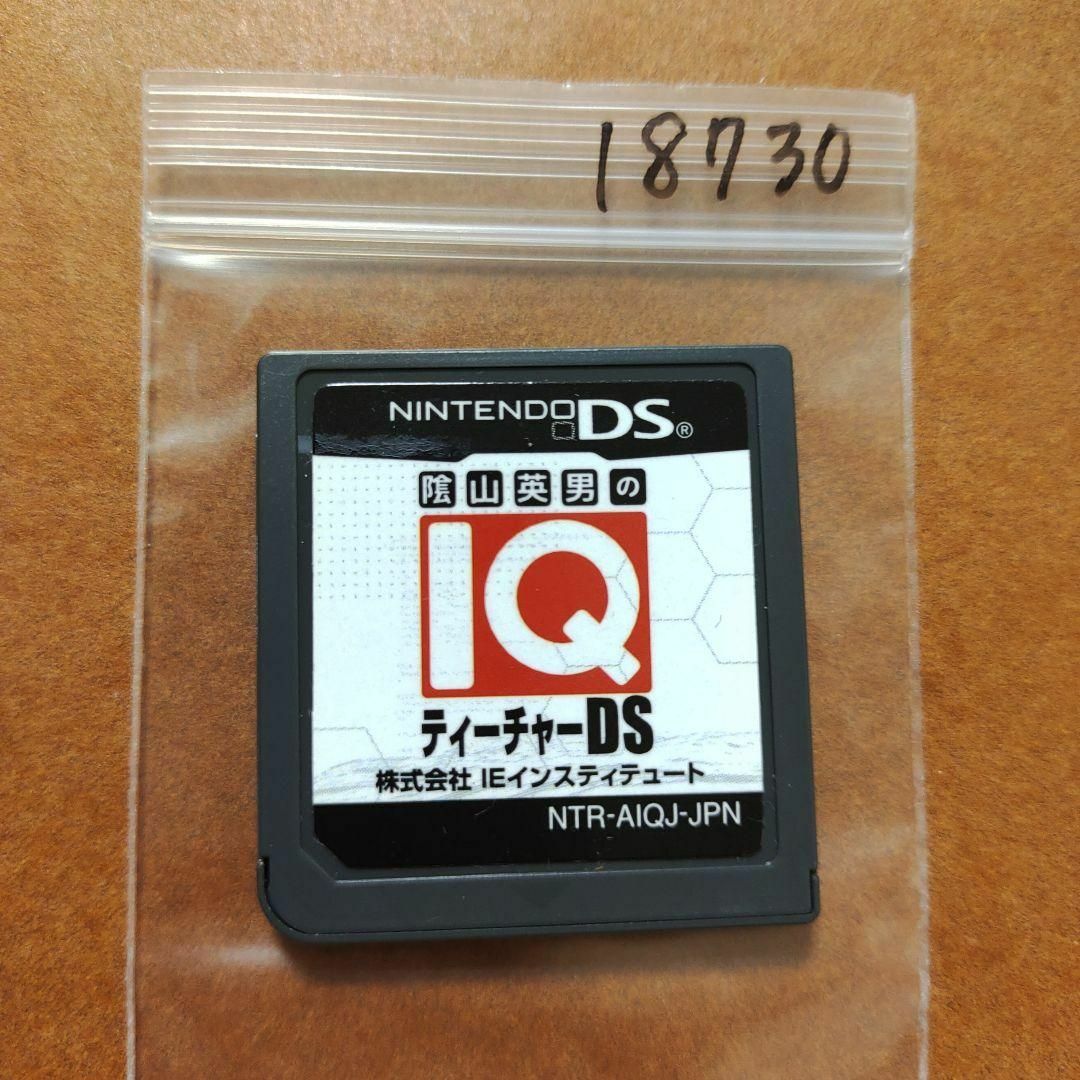 18730
NINTENDO DS®
陰山英男の
IQ
ティーチャーDS
株式会社 IEインスティテュート
NTR-AIQJ-JPN